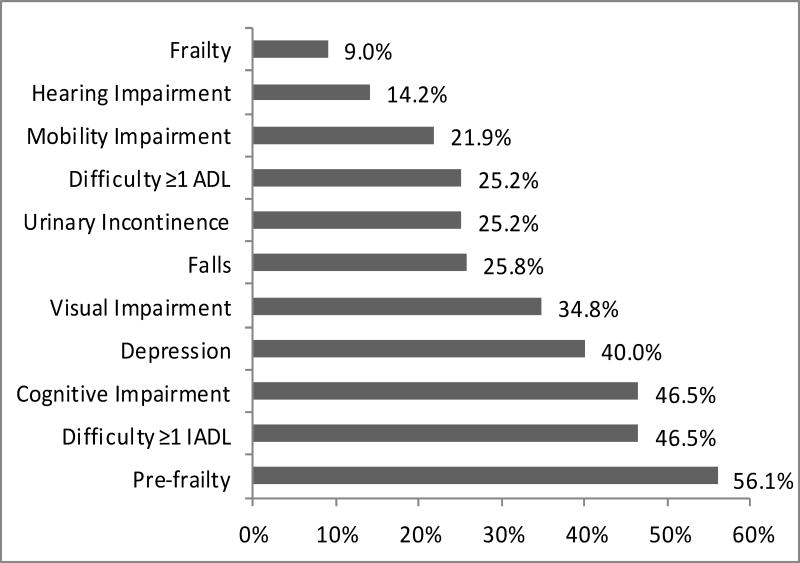 Frailty 9.0%
Hearing Impairment 14.2%
Mobility Impairment 21.9%
Difficulty ≥1 ADL 25.2%
Urinary Incontinence 25.2%
Falls 25.8%
Visual Impairment 34.8%
Depression 40.0%
Cognitive Impairment 46.5%
Difficulty ≥1 IADL 46.5%
Pre-frailty 56.1%
0% 10% 20% 30% 40% 50% 60%